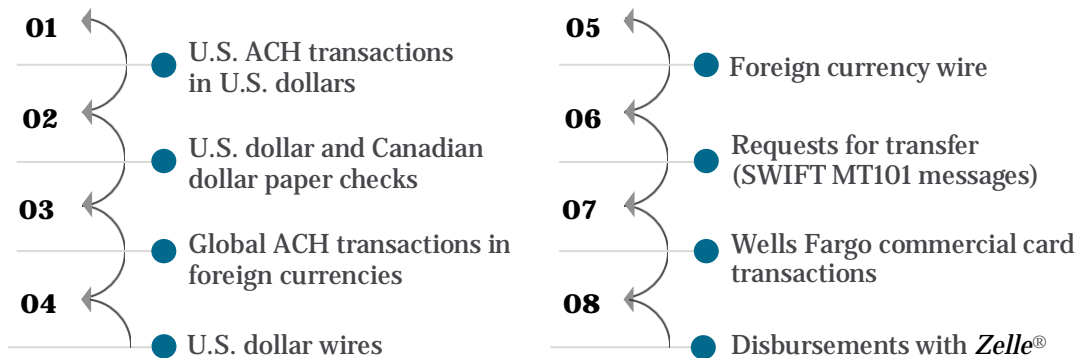 01
U.S. ACH transactions
in U.S. dollars
02
U.S. dollar and Canadian
dollar paper checks
03
Global ACH transactions in
foreign currencies
04
U.S. dollar wires
05
Foreign currency wire
06
Requests for transfer
(SWIFT MT101 messages)
07
Wells Fargo commercial card
transactions
08
Disbursements with Zelle®